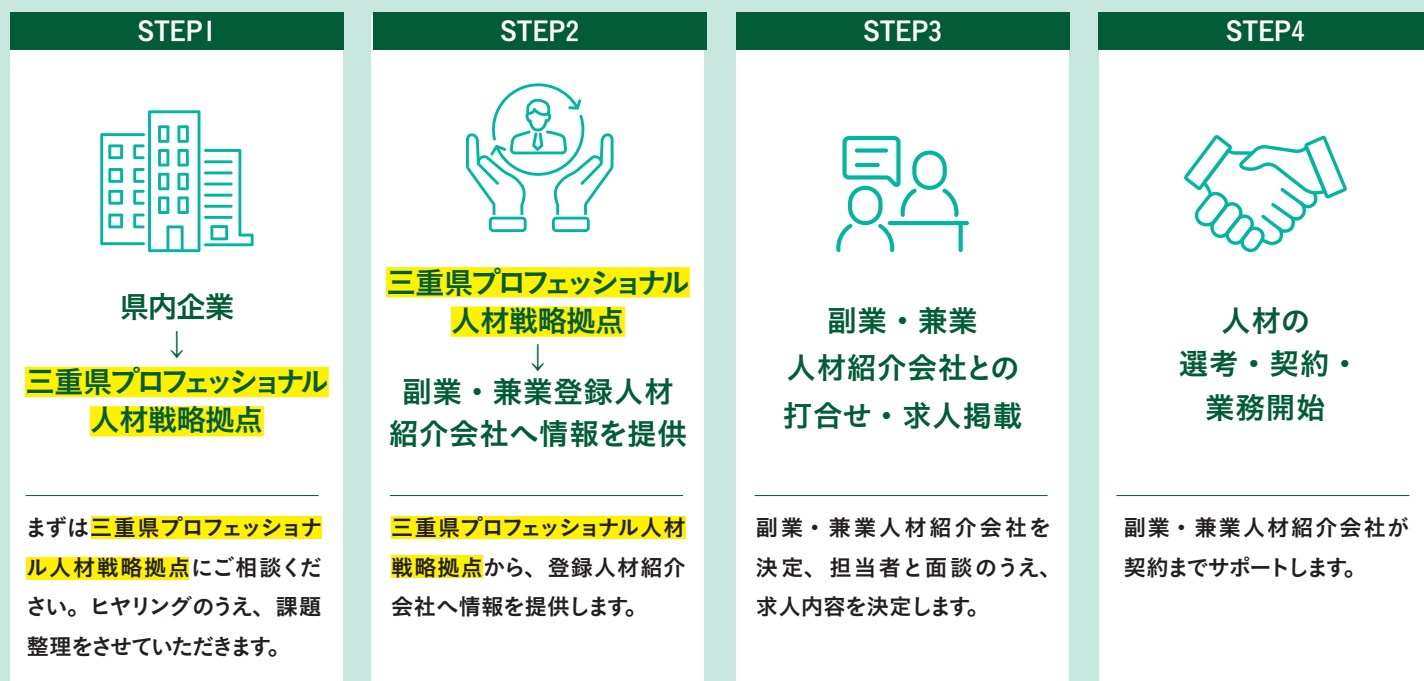 STEP1
県内企業
↓
三重県プロフェッショナル
人材戦略拠点
まずは三重県プロフェッショナ
ル人材戦略拠点にご相談くだ
さい。ヒヤリングのうえ、課題
整理をさせていただきます。
STEP2
三重県プロフェッショナル
人材戦略拠点
↓
副業・兼業登録人材
紹介会社へ情報を提供
三重県プロフェッショナル人材
戦略拠点から、登録人材紹介
会社へ情報を提供します。
STEP3
副業・兼業
人材紹介会社との
打合せ・求人掲載
副業・兼業人材紹介会社を
決定、担当者と面談のうえ、
求人内容を決定します。
STEP4
人材の
選考・契約・
業務開始
副業・兼業人材紹介会社が
契約までサポートします。